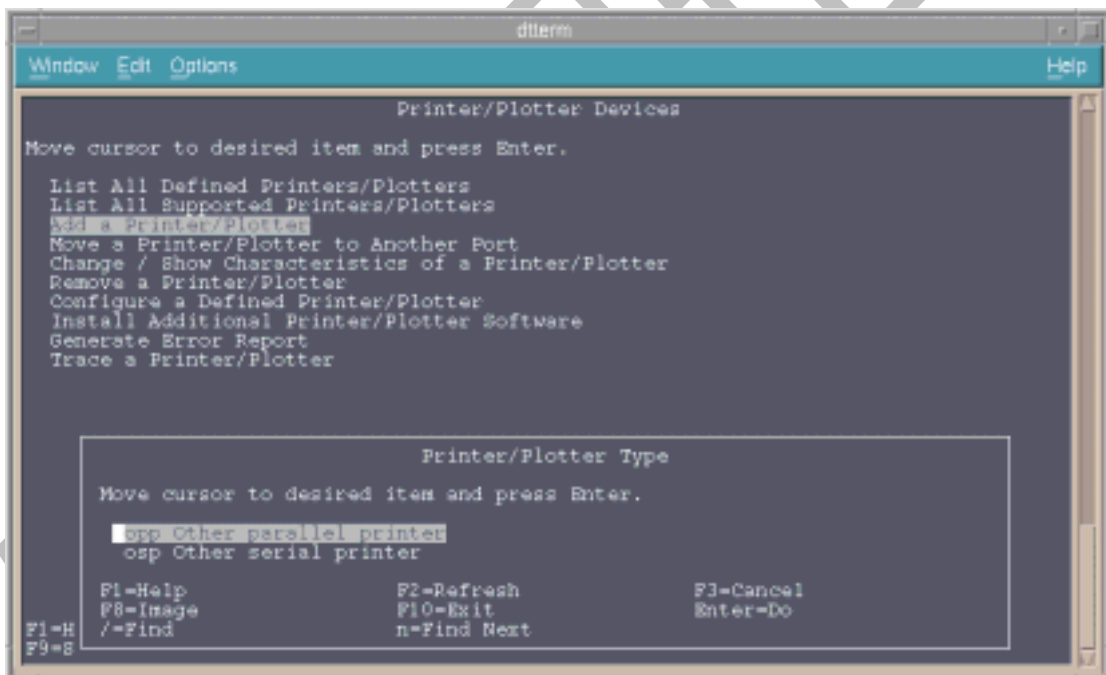 dtterm
Window Edit Options Help
Printer/Plotter Devices
Move cursor to desired item and press Enter.
List All Defined Printers/Plotters
List All Supported Printers/Plotters
Add a Printer/Plotter
Move a Printer/Plotter to Another Port
Change / Show Characteristics of a Printer/Plotter
Remove a Printer/Plotter
Configure a Defined Printer/Plotter
Install Additional Printer/Plotter Software
Generate Error Report
Trace a Printer/Plotter
Printer/Plotter Type
Move cursor to desired item and press Enter.
opp Other parallel printer
osp Other serial printer
F1=Help F2=Refresh F3=Cancel
F8=Image F10=Exit Enter=Do
F1=H /=Find n=Find Next
F9=S